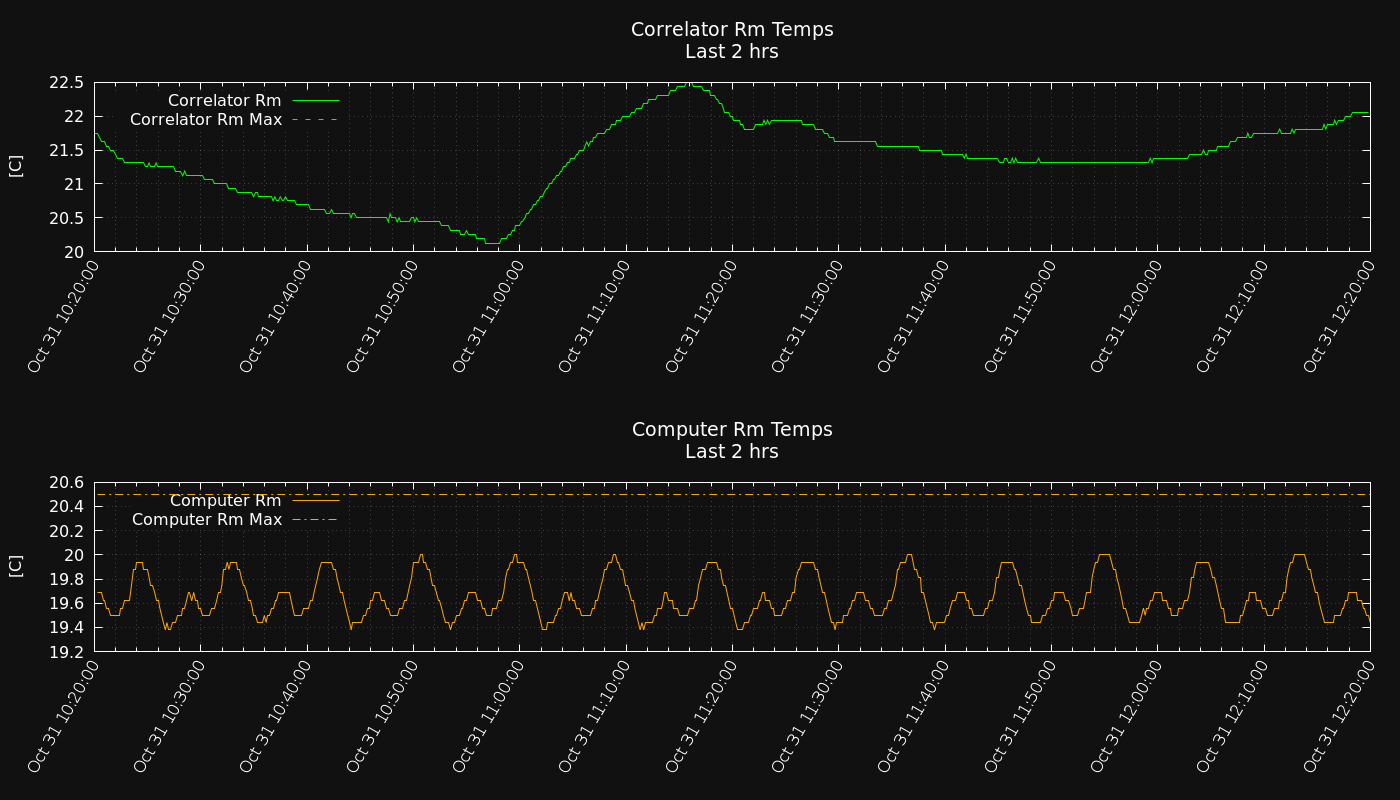 Correlator Rm Temps
Last 2 hrs
22.5
22
21.5
21
20.5
20
[C]
Correlator Rm
Correlator Rm Max
Oct 31 10:20:00
Oct 31 10:30:00
Oct 31 10:40:00
Oct 31 10:50:00
Oct 31 11:00:00
Oct 31 11:10:00
Oct 31 11:20:00
Oct 31 11:30:00
Oct 31 11:40:00
Oct 31 11:50:00
Oct 31 12:00:00
Oct 31 12:10:00
Oct 31 12:20:00
Computer Rm Temps
Last 2 hrs
20.6
20.4
20.2
20
19.8
19.6
19.4
19.2
[C]
Computer Rm
Computer Rm Max
Oct 31 10:20:00
Oct 31 10:30:00
Oct 31 10:40:00
Oct 31 10:50:00
Oct 31 11:00:00
Oct 31 11:10:00
Oct 31 11:20:00
Oct 31 11:30:00
Oct 31 11:40:00
Oct 31 11:50:00
Oct 31 12:00:00
Oct 31 12:10:00
Oct 31 12:20:00